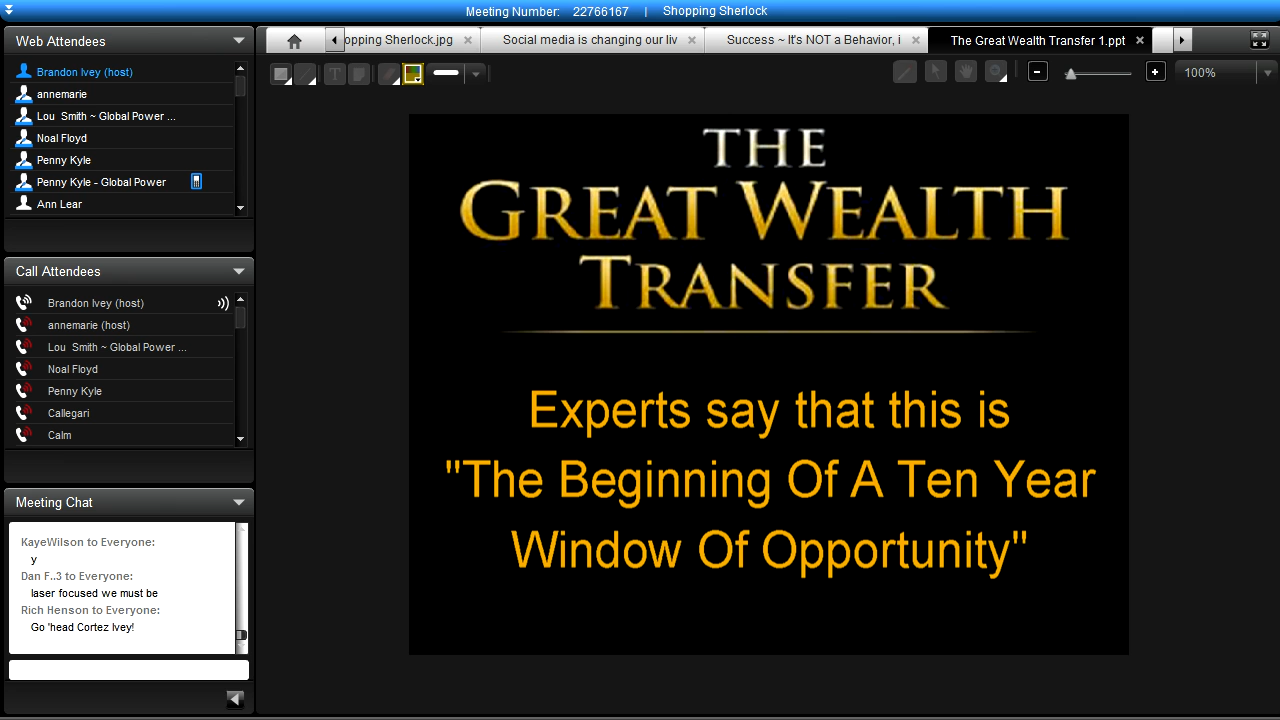 Meeting Number: 22766167 | Shopping Sherlock
Web Attendees
Brandon Ivey (host)
annemarie
Lou Smith ~ Global Power ...
Noal Floyd
Penny Kyle
Penny Kyle - Global Power
Ann Lear
Call Attendees
Brandon Ivey (host)
annemarie (host)
Lou Smith ~ Global Power ...
Noal Floyd
Penny Kyle
Callegari
Calm
Meeting Chat
KayeWilson to Everyone:
y
Dan F..3 to Everyone:
laser focused we must be
Rich Henson to Everyone:
Go 'head Cortez Ivey!
opping Sherlock.jpg
Social media is changing our liv
Success ~ It's NOT a Behavior, i
The Great Wealth Transfer 1.ppt
T
100%
THE
GREAT WEALTH
TRANSFER
Experts say that this is
"The Beginning Of A Ten Year
Window Of Opportunity"